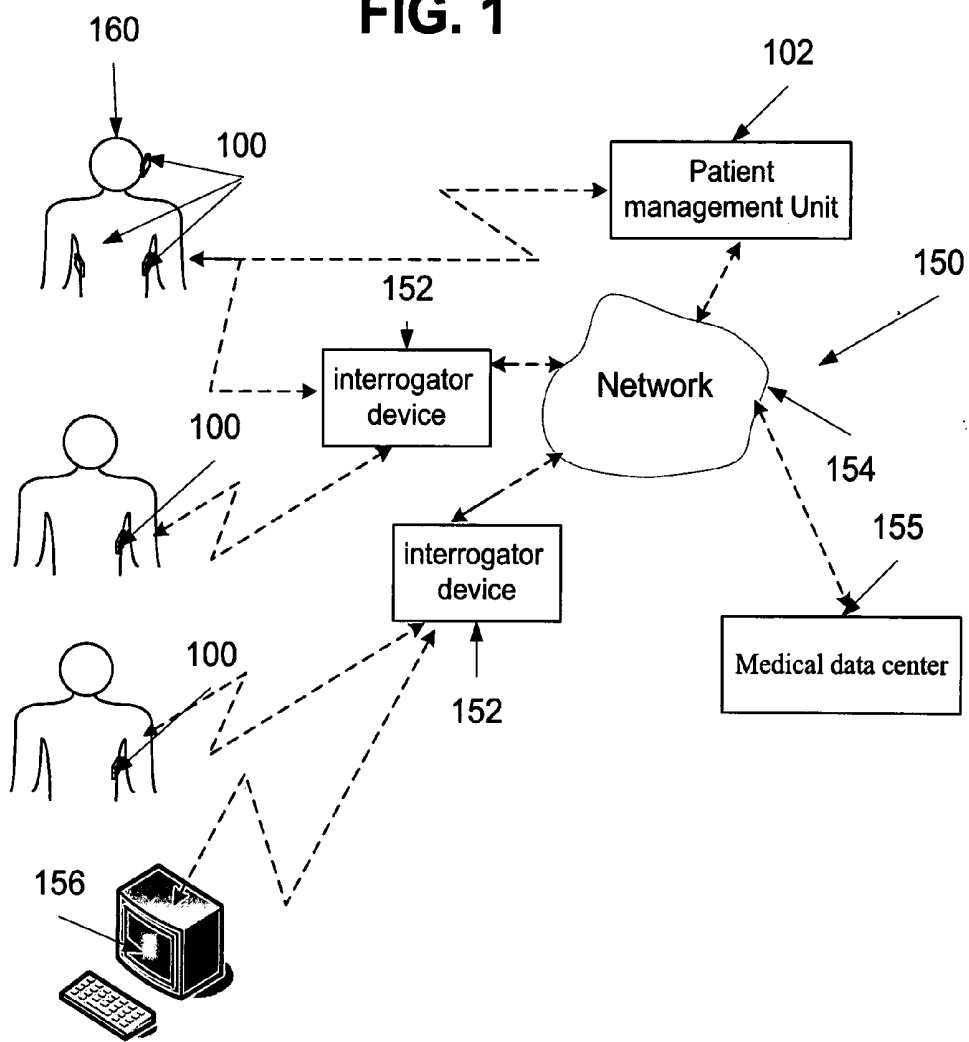 FIG. 1
160
102
100
Patient
management Unit
150
152
interrogator
device
Network
100
154
155
interrogator
device
100
Medical data center
152
156